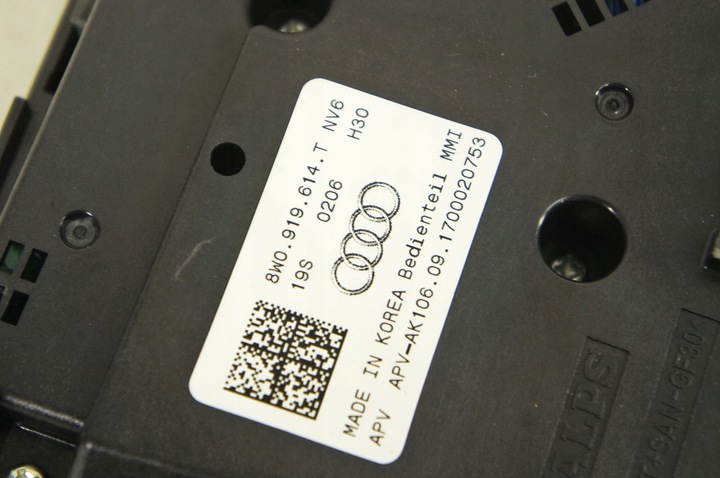 8W0.919.614.T NV6
19S 0206 H30
MADE IN KOREA Bedienteil MMI
APV APV-AK106.09.1700020753
ALPS